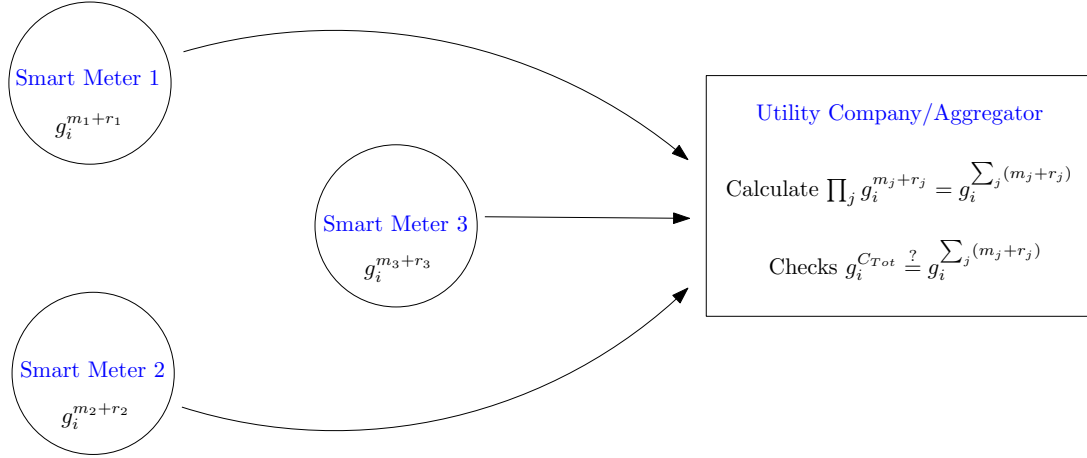 Smart Meter 1
g_i^{m_1+r_1}
Smart Meter 3
g_i^{m_3+r_3}
Smart Meter 2
g_i^{m_2+r_2}
Utility Company/Aggregator
Calculate ∏_j g_i^{m_j+r_j} = g_i^{∑_j(m_j+r_j)}
Checks g_i^{C_{Tot}} ≟ g_i^{∑_j(m_j+r_j)}